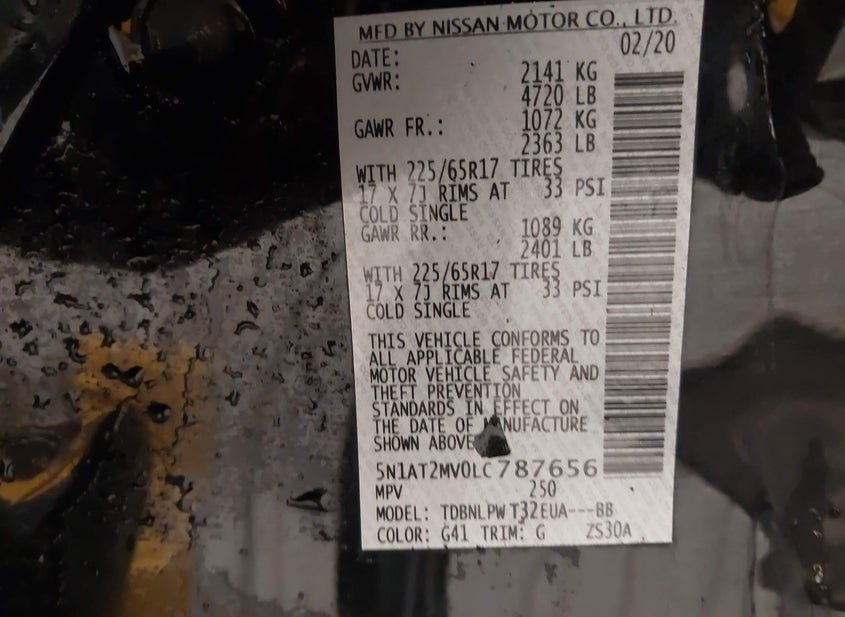 MFD BY NISSAN MOTOR CO., LTD.
DATE: 02/20
GVWR: 2141 KG
4720 LB
GAWR FR.: 1072 KG
2363 LB
WITH 225/65R17 TIRES
17 X 7J RIMS AT 33 PSI
COLD SINGLE
GAWR RR.: 1089 KG
2401 LB
WITH 225/65R17 TIRES
17 X 7J RIMS AT 33 PSI
COLD SINGLE
THIS VEHICLE CONFORMS TO
ALL APPLICABLE FEDERAL
MOTOR VEHICLE SAFETY AND
THEFT PREVENTION
STANDARDS IN EFFECT ON
THE DATE OF MANUFACTURE
SHOWN ABOVE
5N1AT2MV0LC787656
MPV 250
MODEL: TDBNLPW T32EUA---BB
COLOR: G41 TRIM: G ZS30A